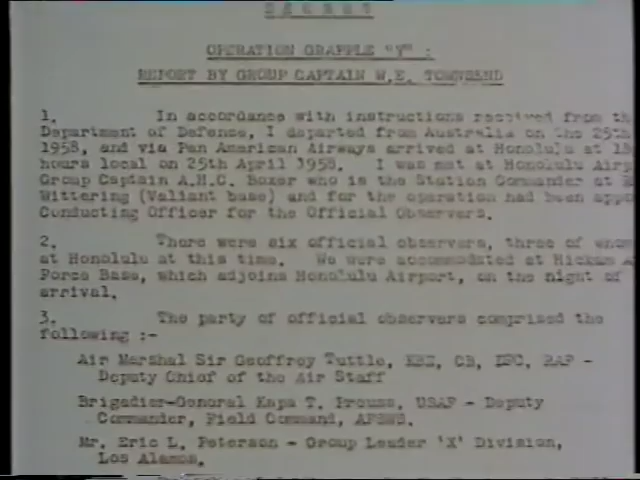 SECRET
OPERATION GRAPPLE "Y" :
REPORT BY GROUP CAPTAIN W.E. TOWNSEND
1. In accordance with instructions received from th
Department of Defence, I departed from Australia on the 25th
1958, and via Pan American Airways arrived at Honolulu at
hours local on 25th April 1958. I was met at Honolulu Airp
Group Captain A.H.C. Boxer who is the Station Commander at
Wittering (Valiant base) and for the operation had been appo
Conducting Officer for the Official Observers.
2. There were six official observers, three of whom
at Honolulu at this time. We were accommodated at Hickam
Force Base, which adjoins Honolulu Airport, on the night of
arrival.
3. The party of official observers comprised the
following :-
Air Marshal Sir Geoffrey Tuttle, KBE, CB, DFC, RAF -
Deputy Chief of the Air Staff
Brigadier-General T. USAF - Deputy
Commander, Field Command, AFSWP.
Mr. Eric L. Peterson - Group Leader 'X' Division,
Los Alamos.